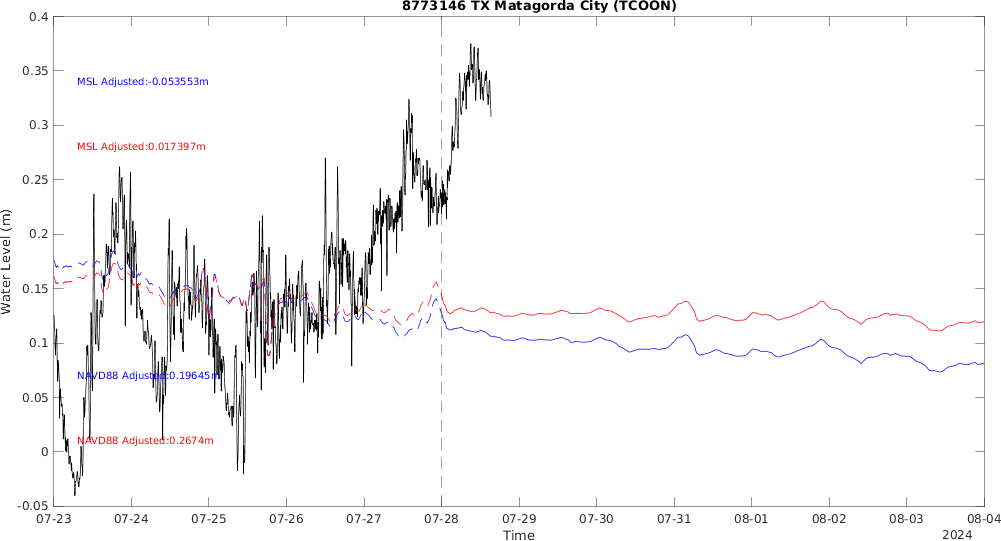 8773146 TX Matagorda City (TCOON)
0.4
0.35
0.3
0.25
0.2
0.15
0.1
0.05
0
-0.05
Water Level (m)
MSL Adjusted:-0.053553m
MSL Adjusted:0.017397m
NAVD88 Adjusted:0.19645m
NAVD88 Adjusted:0.2674m
07-23 07-24 07-25 07-26 07-27 07-28 07-29 07-30 07-31 08-01 08-02 08-03 08-04
Time
2024